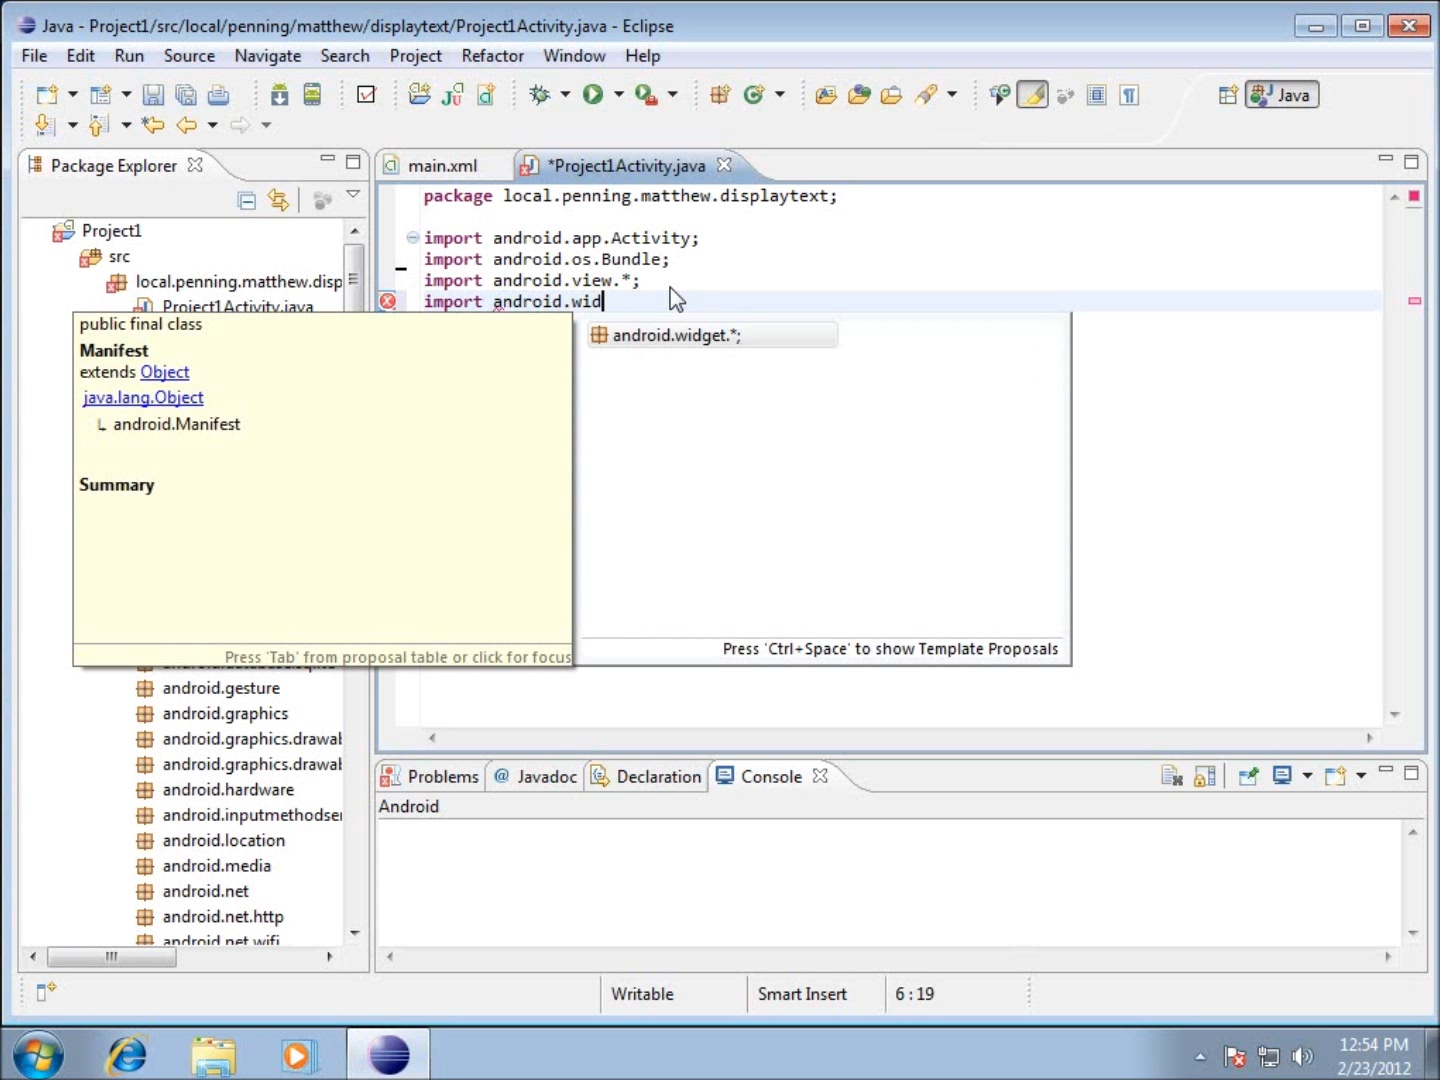 Java - Project1/src/local/penning/matthew/displaytext/Project1Activity.java - Eclipse
File Edit Run Source Navigate Search Project Refactor Window Help
Java
Package Explorer
main.xml
*Project1Activity.java
Project1
src
local.penning.matthew.disp
Project1Activity.java
package local.penning.matthew.displaytext;
import android.app.Activity;
import android.os.Bundle;
import android.view.*;
import android.wid
public final class
Manifest
extends Object
java.lang.Object
android.Manifest
Summary
Press 'Tab' from proposal table or click for focus
android.widget.*;
Press 'Ctrl+Space' to show Template Proposals
android.gesture
android.graphics
android.graphics.drawal
android.graphics.drawal
android.hardware
android.inputmethodser
android.location
android.media
android.net
android.net.http
android.net.wifi
Problems @ Javadoc Declaration Console
Android
Writable
Smart Insert
6 : 19
12:54 PM
2/23/2012